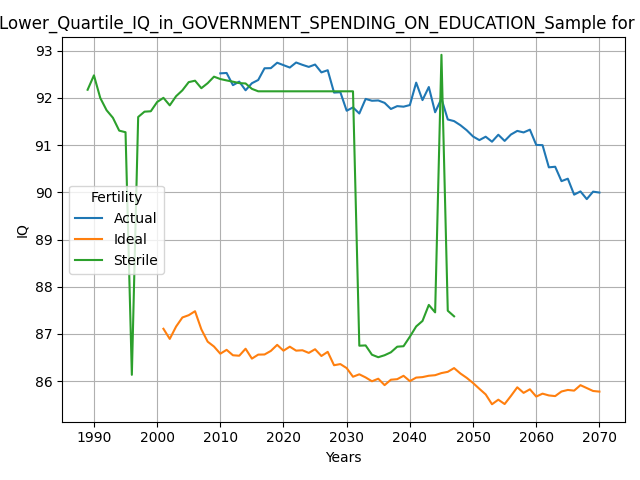 Lower_Quartile_IQ_in_GOVERNMENT_SPENDING_ON_EDUCATION_Sample for
93
92
91
90
89
88
87
86
IQ
Fertility
Actual
Ideal
Sterile
1990 2000 2010 2020 2030 2040 2050 2060 2070
Years